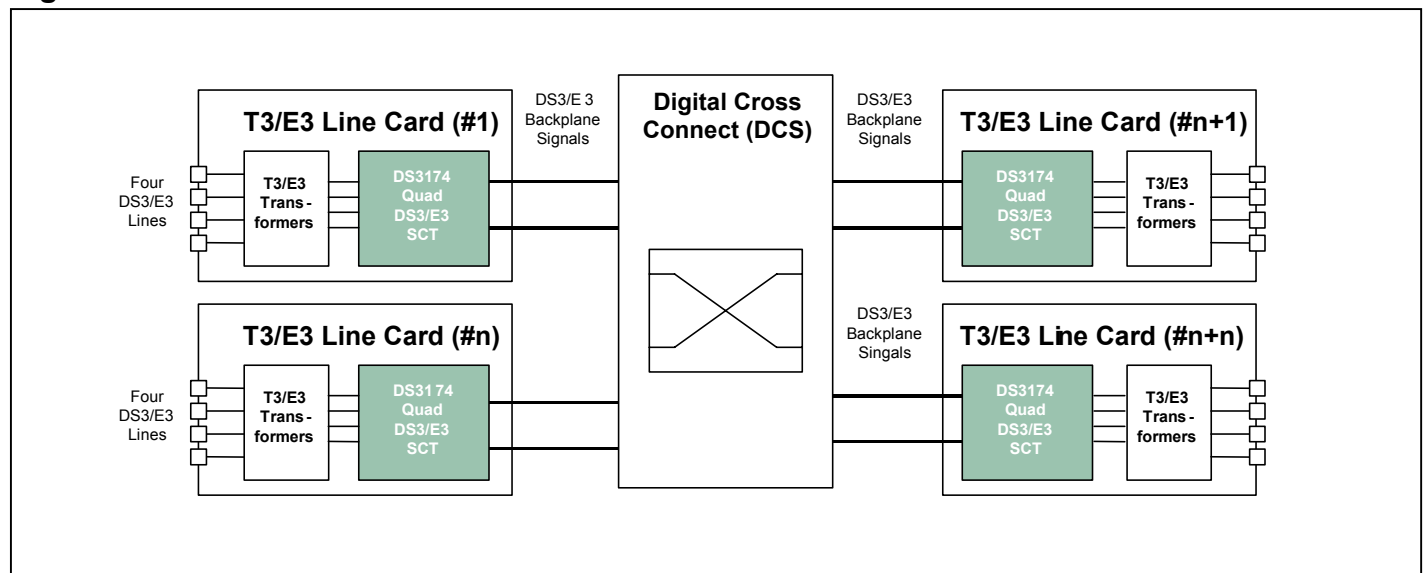 T3/E3 Line Card (#1)
Four
DS3/E3
Lines
T3/E3
Trans -
formers
DS3174
Quad
DS3/E3
SCT
DS3/E 3
Backplane
Signals
Digital Cross
Connect (DCS)
DS3/E3
Backplane
Signals
T3/E3 Line Card (#n+1)
DS3174
Quad
DS3/E3
SCT
T3/E3
Trans -
formers
T3/E3 Line Card (#n)
Four
DS3/E3
Lines
T3/E3
Trans -
formers
DS3174
Quad
DS3/E3
SCT
DS3/E3
Backplane
Singals
T3/E3 Line Card (#n+n)
DS3174
Quad
DS3/E3
SCT
T3/E3
Trans -
formers